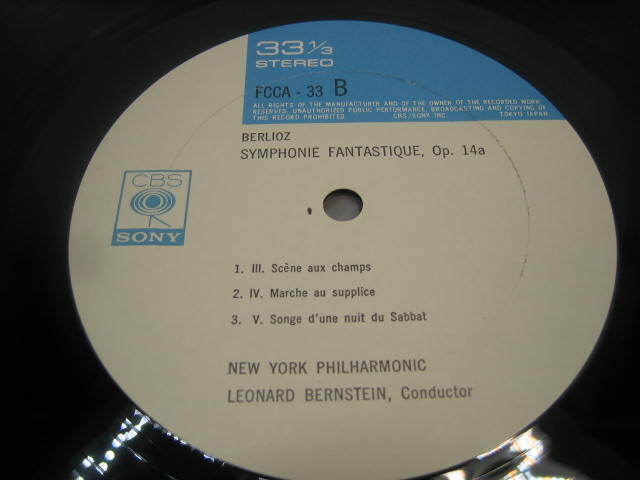 33 1/3
STEREO
FCCA - 33 B
ALL RIGHTS OF THE MANUFACTURER AND OF THE OWNER OF THE RECORDED WORK
RESERVED. UNAUTHORIZED PUBLIC PERFORMANCE, BROADCASTING AND COPYING OF
THIS RECORD PROHIBITED CBS/SONY INC. TOKYO JAPAN
BERLIOZ
SYMPHONIE FANTASTIQUE, Op. 14a
CBS
SONY
1. III. Scène aux champs
2. IV. Marche au supplice
3. V. Songe d'une nuit du Sabbat
NEW YORK PHILHARMONIC
LEONARD BERNSTEIN, Conductor